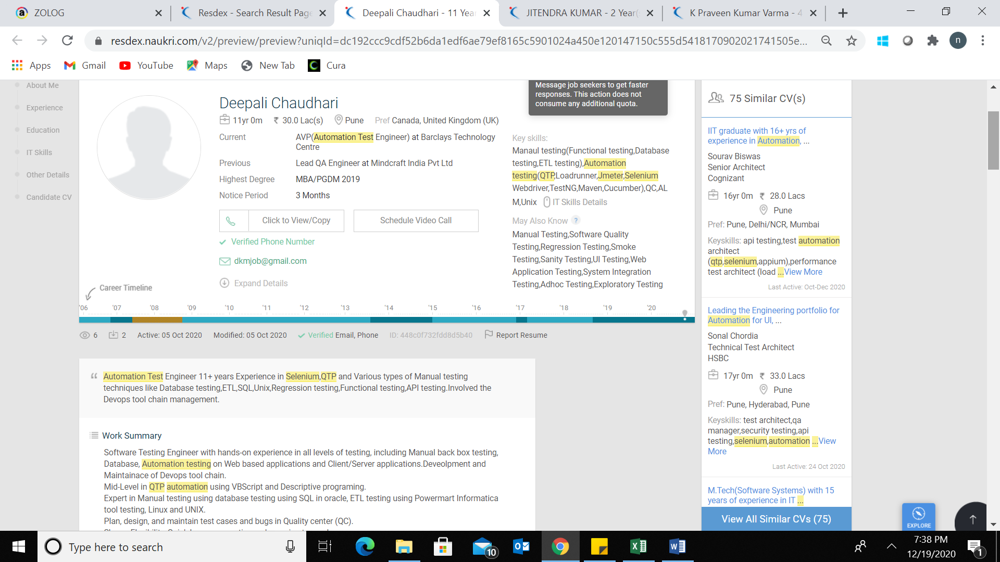 ZOLOG
Resdex - Search Result Page
Deepali Chaudhari - 11 Year
JITENDRA KUMAR - 2 Year(s
K Praveen Kumar Varma - 4
resdex.naukri.com/v2/preview/preview?uniqId=dc192ccc9cdf52b6da1edf6ae79ef8165c5901024a450e120147150c555d5418170902021741505e...
n
Apps
Gmail
YouTube
Maps
New Tab
Cura
About Me
Experience
Education
IT Skills
Other Details
Candidate CV
Deepali Chaudhari
11yr 0m ₹ 30.0 Lac(s) Pune Pref Canada, United Kingdom (UK)
Current AVP(Automation Test Engineer) at Barclays Technology
Centre
Previous Lead QA Engineer at Mindcraft India Pvt Ltd
Highest Degree MBA/PGDM 2019
Notice Period 3 Months
Click to View/Copy
Schedule Video Call
Verified Phone Number
dkmjob@gmail.com
Expand Details
Message job seekers to get faster
responses. This action does not
consume any additional quota.
Key skills:
Manaul testing(Functional testing,Database
testing,ETL testing),Automation
testing(QTP,Loadrunner,Jmeter,Selenium
Webdriver,TestNG,Maven,Cucumber),QC,AL
M,Unix IT Skills Details
May Also Know ?
Manual Testing,Software Quality
Testing,Regression Testing,Smoke
Testing,Sanity Testing,UI Testing,Web
Application Testing,System Integration
Testing,Adhoc Testing,Exploratory Testing
Career Timeline
'06 '07 '08 '09 '10 '11 '12 '13 '14 '15 '16 '17 '18 '19 '20
6 2 Active: 05 Oct 2020 Modified: 05 Oct 2020 Verified Email, Phone ID: 448c0f732fdd8d5b40 Report Resume
“ Automation Test Engineer 11+ years Experience in Selenium,QTP and Various types of Manual testing
techniques like Database testing,ETL,SQL,Unix,Regression testing,Functional testing,API testing.Involved the
Devops tool chain management.
Work Summary
Software Testing Engineer with hands-on experience in all levels of testing, including Manual back box testing,
Database, Automation testing on Web based applications and Client/Server applications.Deveolpment and
Maintainace of Devops tool chain.
Mid-Level in QTP automation using VBScript and Descriptive programing.
Expert in Manual testing using database testing using SQL in oracle, ETL testing using Powermart Informatica
tool testing, Linux and UNIX.
Plan, design, and maintain test cases and bugs in Quality center (QC).
75 Similar CV(s)
IIT graduate with 16+ yrs of
experience in Automation, ...
Sourav Biswas
Senior Architect
Cognizant
16yr 0m ₹ 28.0 Lacs
Pune
Pref: Pune, Delhi/NCR, Mumbai
Keyskills: api testing,test automation
architect
(qtp,selenium,appium),performance
test architect (load ...View More
Last Active: Oct-Dec 2020
Leading the Engineering portfolio for
Automation for UI, ...
Sonal Chordia
Technical Test Architect
HSBC
17yr 0m ₹ 33.0 Lacs
Pune
Pref: Pune, Hyderabad, Pune
Keyskills: test architect,qa
manager,security testing,api
testing,selenium,automation ...View
More
Last Active: 24 Oct 2020
M.Tech(Software Systems) with 15
years of experience in IT ...
View All Similar CVs (75)
EXPLORE
Type here to search
10
7:38 PM
12/19/2020
1